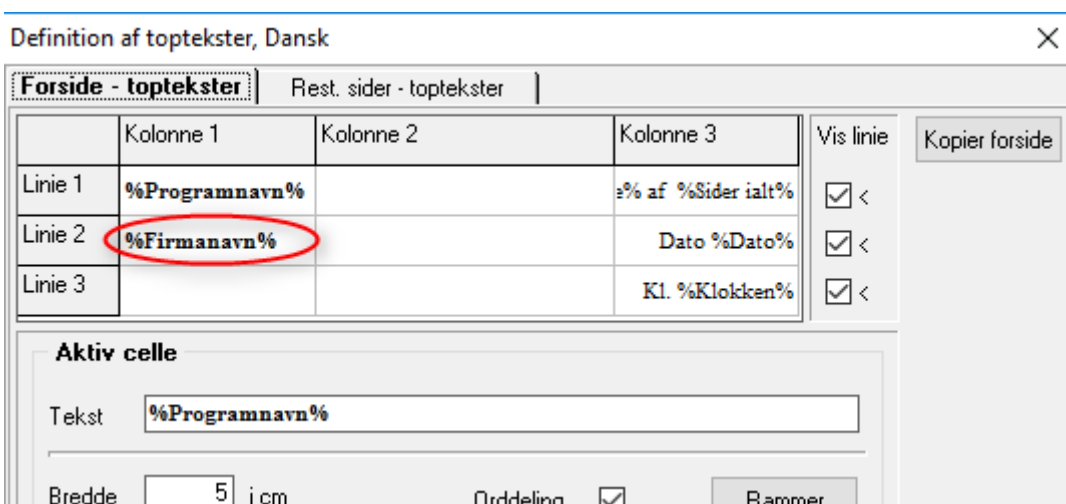 Definition af toptekster, Dansk
Forside - toptekster Rest. sider - toptekster
Kolonne 1 Kolonne 2 Kolonne 3 Vis linie Kopier forside
Linie 1 %Programnavn% e% af %Sider ialt% <
Linie 2 %Firmanavn% Dato %Dato% <
Linie 3 Kl. %Klokken% <
Aktiv celle
Tekst %Programnavn%
Bredde 5 i cm Orddeling Rammer